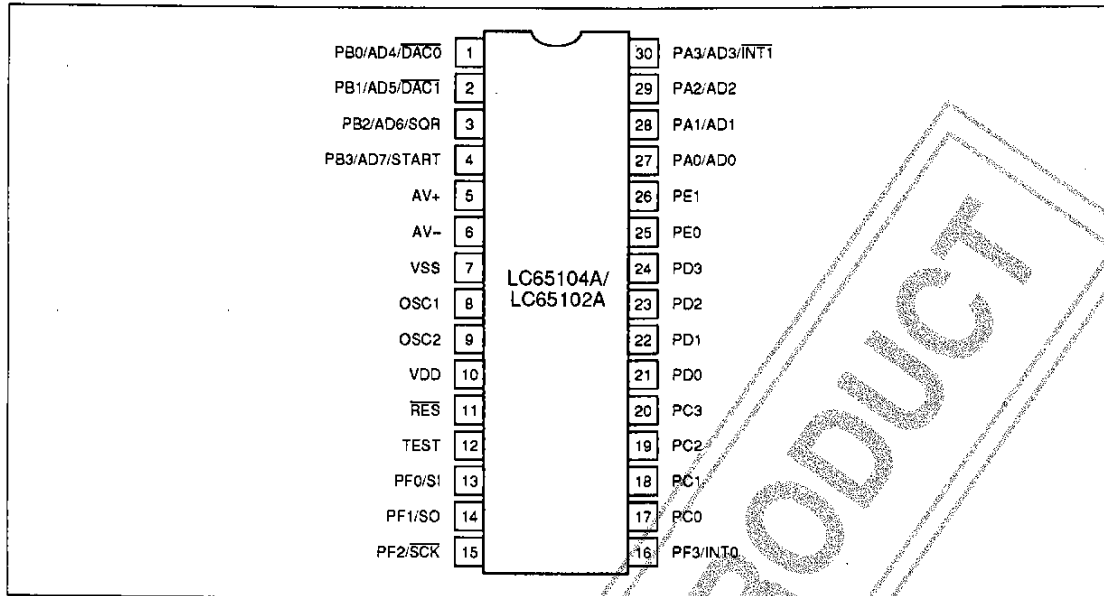 PB0/AD4/DAC0 1
PB1/AD5/DAC1 2
PB2/AD6/SQR 3
PB3/AD7/START 4
AV+ 5
AV− 6
VSS 7
OSC1 8
OSC2 9
VDD 10
RES 11
TEST 12
PF0/SI 13
PF1/SO 14
PF2/SCK 15
LC65104A/
LC65102A
30 PA3/AD3/INT1
29 PA2/AD2
28 PA1/AD1
27 PA0/AD0
26 PE1
25 PE0
24 PD3
23 PD2
22 PD1
21 PD0
20 PC3
19 PC2
18 PC1
17 PC0
16 PF3/INT0